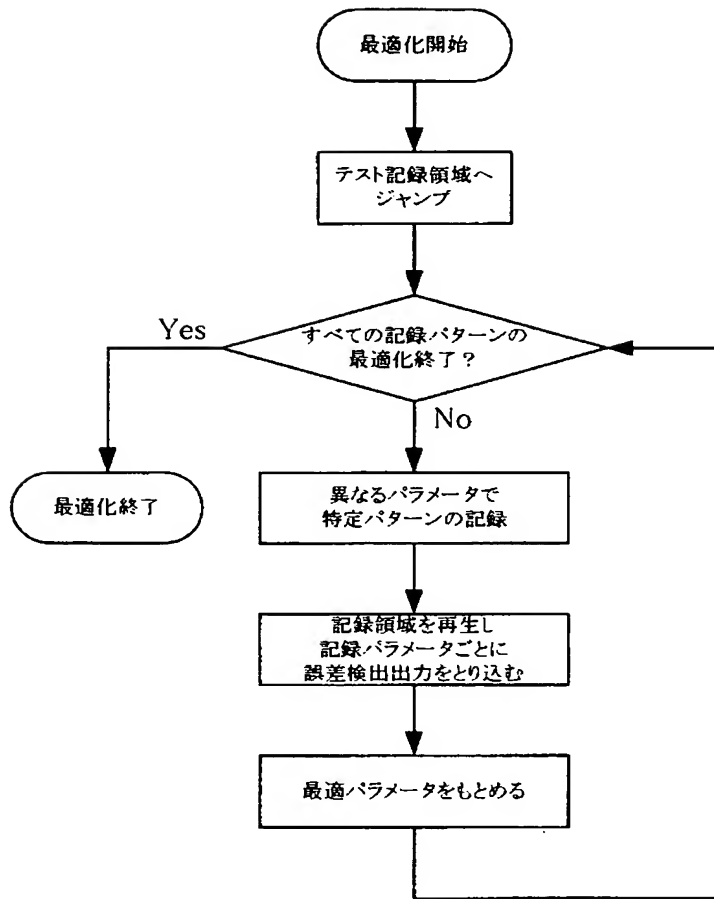 最適化開始
テスト記録領域へ
ジャンプ
すべての記録パターンの
最適化終了？
Yes
No
最適化終了
異なるパラメータで
特定パターンの記録
記録領域を再生し
記録パラメータごとに
誤差検出出力をとり込む
最適パラメータをもとめる